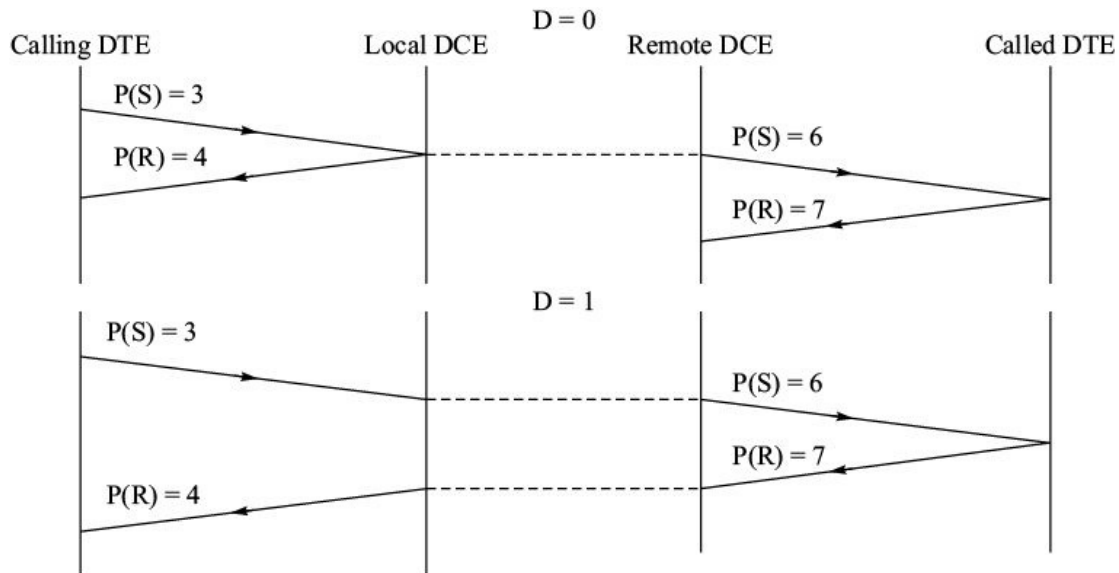 D = 0
Calling DTE Local DCE Remote DCE Called DTE
P(S) = 3
P(S) = 6
P(R) = 4
P(R) = 7
D = 1
P(S) = 3
P(S) = 6
P(R) = 7
P(R) = 4